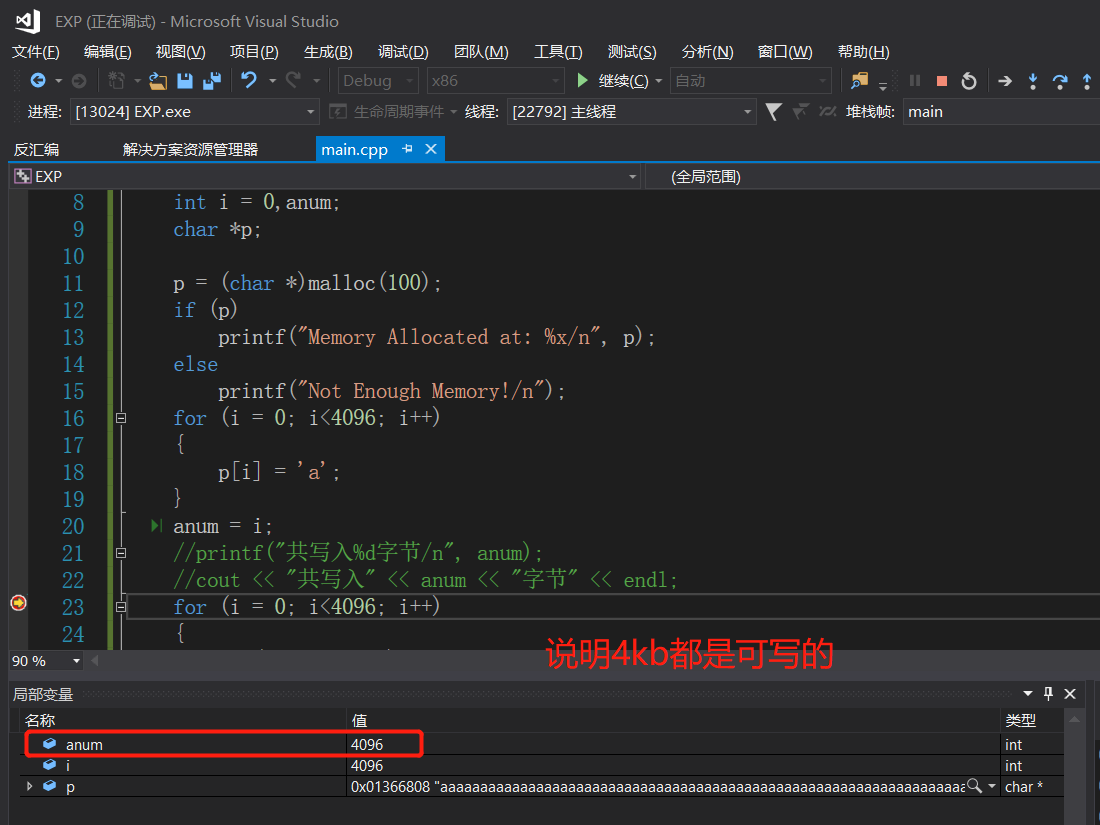 EXP (正在调试) - Microsoft Visual Studio
文件(F) 编辑(E) 视图(V) 项目(P) 生成(B) 调试(D) 团队(M) 工具(T) 测试(S) 分析(N) 窗口(W) 帮助(H)
Debug x86 继续(C) 自动
进程: [13024] EXP.exe 生命周期事件 线程: [22792] 主线程 堆栈帧: main
反汇编 解决方案资源管理器 main.cpp
EXP (全局范围)
8 int i = 0,anum;
9 char *p;
10
11 p = (char *)malloc(100);
12 if (p)
13 printf("Memory Allocated at: %x/n", p);
14 else
15 printf("Not Enough Memory!/n");
16 for (i = 0; i<4096; i++)
17 {
18 p[i] = 'a';
19 }
20 anum = i;
21 //printf("共写入%d字节/n", anum);
22 //cout << "共写入" << anum << "字节" << endl;
23 for (i = 0; i<4096; i++)
24 {
说明4kb都是可写的
90 %
局部变量
名称 值 类型
anum 4096 int
i 4096 int
p 0x01366808 "aaaaaaaaaaaaaaaaaaaaaaaaaaaaaaaaaaaaaaaaaaaaaaaaaaaaaaaaaaaaaaaaaa char *